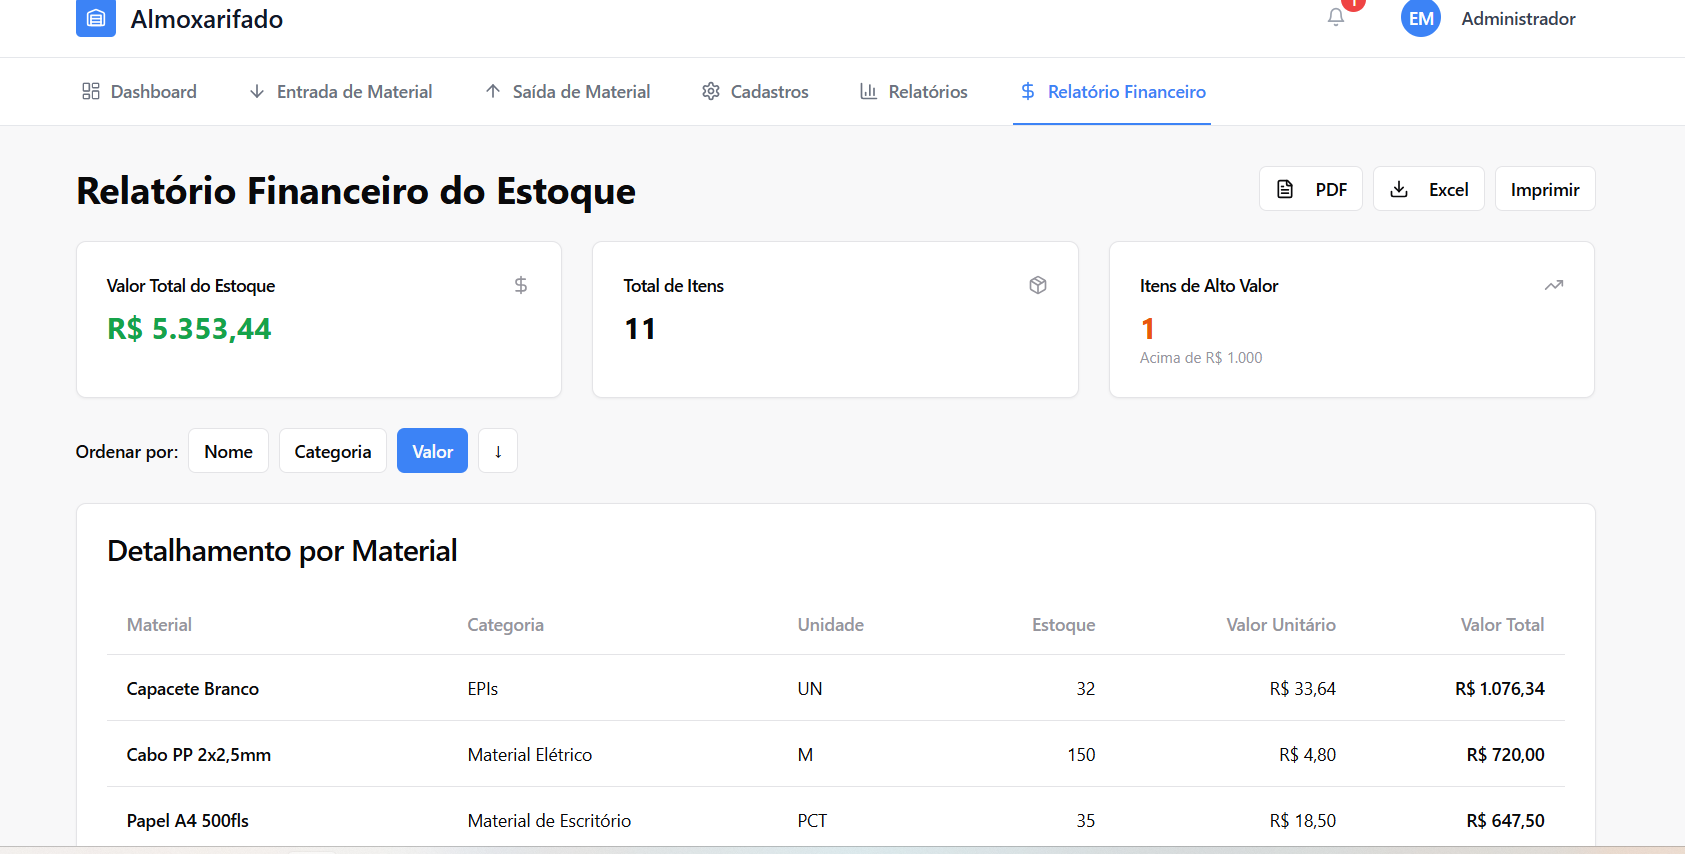 Almoxarifado
1
EM
Administrador
Dashboard
Entrada de Material
Saída de Material
Cadastros
Relatórios
$ Relatório Financeiro
Relatório Financeiro do Estoque
PDF
Excel
Imprimir
Valor Total do Estoque
$
R$ 5.353,44
Total de Itens
11
Itens de Alto Valor
1
Acima de R$ 1.000
Ordenar por: Nome Categoria Valor ↓
Detalhamento por Material
Material Categoria Unidade Estoque Valor Unitário Valor Total
Capacete Branco EPIs UN 32 R$ 33,64 R$ 1.076,34
Cabo PP 2x2,5mm Material Elétrico M 150 R$ 4,80 R$ 720,00
Papel A4 500fls Material de Escritório PCT 35 R$ 18,50 R$ 647,50